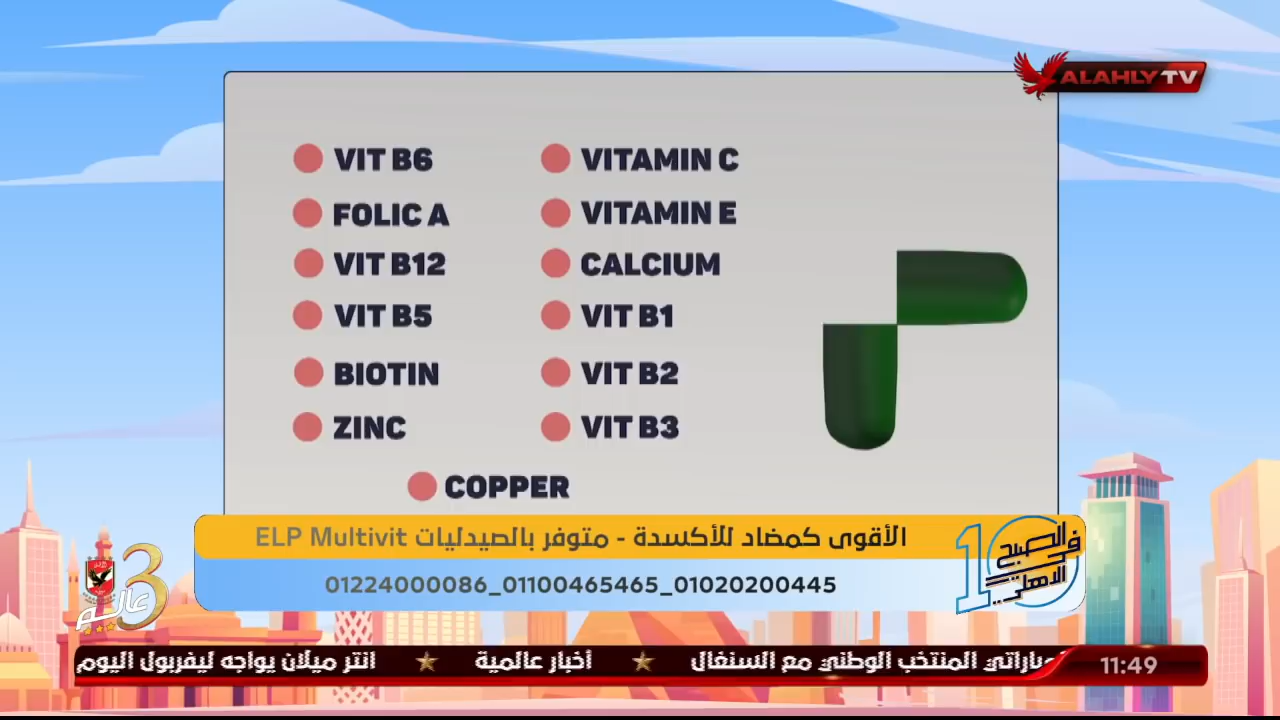 ALAHLY TV
VIT B6
FOLIC A
VIT B12
VIT B5
BIOTIN
ZINC
VITAMIN C
VITAMIN E
CALCIUM
VIT B1
VIT B2
VIT B3
COPPER
الأقوى كمضاد للأكسدة - متوفر بالصيدليات ELP Multivit
01224000086_01100465465_01020200445
10 الصبح في الأهلي
3 عالم
مباراتي المنتخب الوطني مع السنغال ★ أخبار عالمية ★ انتر ميلان يواجه ليفربول اليوم
11:49